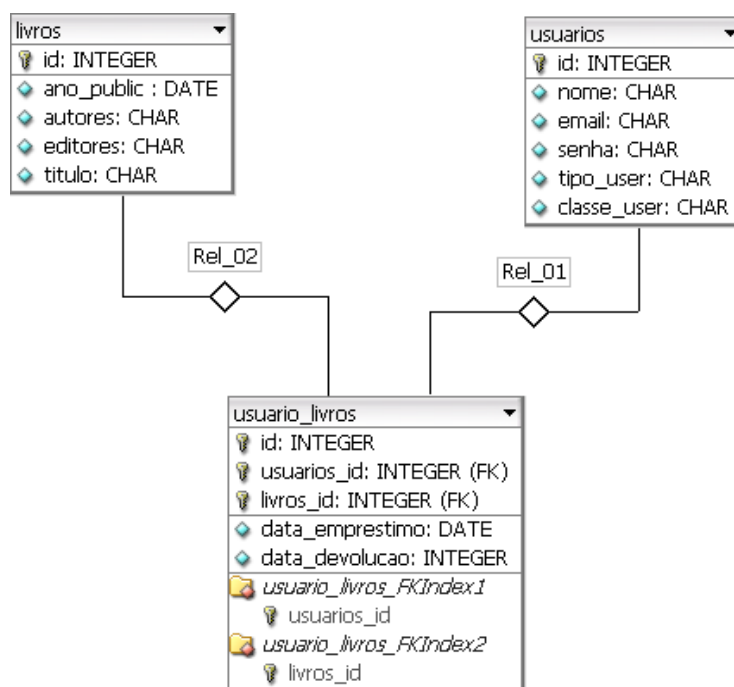 livros
id: INTEGER
ano_public : DATE
autores: CHAR
editores: CHAR
titulo: CHAR
usuarios
id: INTEGER
nome: CHAR
email: CHAR
senha: CHAR
tipo_user: CHAR
classe_user: CHAR
Rel_02
Rel_01
usuario_livros
id: INTEGER
usuarios_id: INTEGER (FK)
livros_id: INTEGER (FK)
data_emprestimo: DATE
data_devolucao: INTEGER
usuario_livros_FKIndex1
usuarios_id
usuario_livros_FKIndex2
livros_id